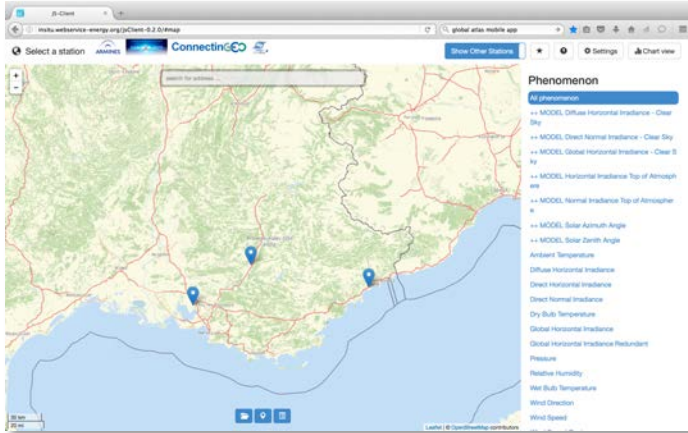 JS-Client
insitu.webservice-energy.org/jsClient-0.2.0/#map
global atlas mobile app
Select a station
ARMINES
ConnectinGEO
Show Other Stations
Settings
Chart view
+
-
search for address ...
Phenomenon
All phenomenon
++ MODEL Diffuse Horizontal Irradiance - Clear
Sky
++ MODEL Direct Normal Irradiance - Clear Sky
++ MODEL Global Horizontal Irradiance - Clear S
ky
++ MODEL Horizontal Irradiance Top of Atmosph
ere
++ MODEL Normal Irradiance Top of Atmospher
e
++ MODEL Solar Azimuth Angle
++ MODEL Solar Zenith Angle
Ambient Temperature
Diffuse Horizontal Irradiance
Direct Horizontal Irradiance
Direct Normal Irradiance
Dry Bulb Temperature
Global Horizontal Irradiance
Global Horizontal Irradiance Redundant
Pressure
Relative Humidity
Wet Bulb Temperature
Wind Direction
Wind Speed
30 km
20 mi
Leaflet | © OpenStreetMap contributors